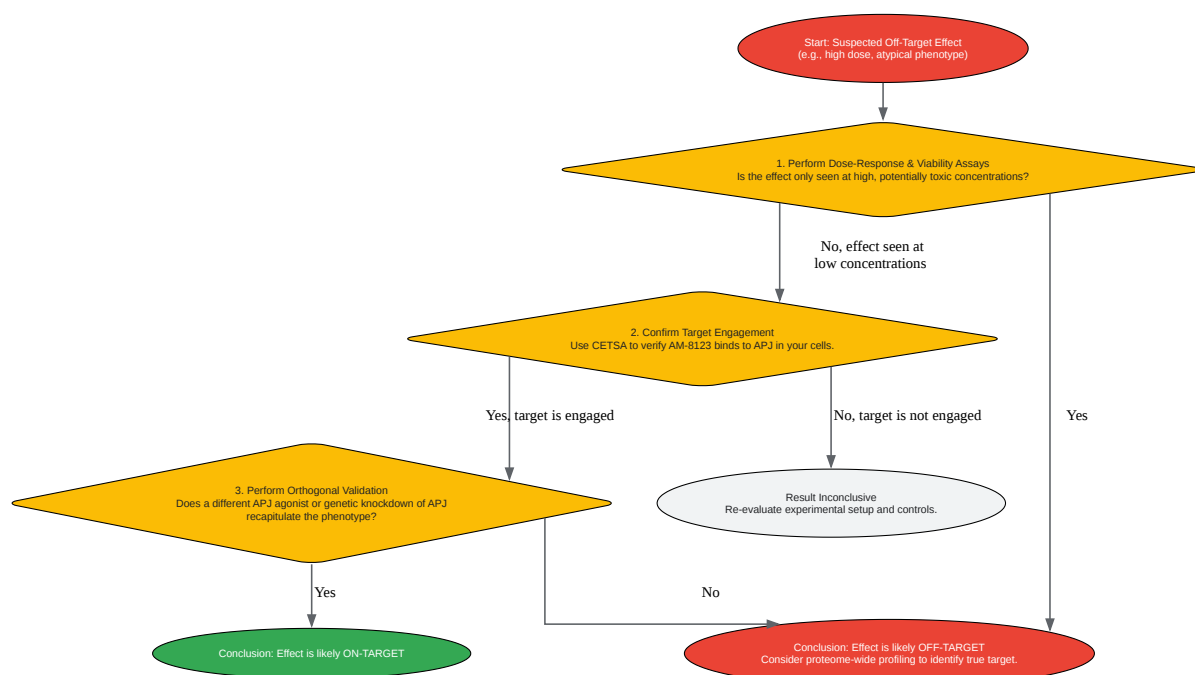 Start: Suspected Off-Target Effect
(e.g., high dose, atypical phenotype)
1. Perform Dose-Response & Viability Assays
Is the effect only seen at high, potentially toxic concentrations?
No, effect seen at
low concentrations
2. Confirm Target Engagement
Use CETSA to verify AM-8123 binds to APJ in your cells.
Yes, target is engaged
No, target is not engaged
Yes
3. Perform Orthogonal Validation
Does a different APJ agonist or genetic knockdown of APJ
recapitulate the phenotype?
Result Inconclusive
Re-evaluate experimental setup and controls.
Yes
No
Conclusion: Effect is likely ON-TARGET
Conclusion: Effect is likely OFF-TARGET
Consider proteome-wide profiling to identify true target.